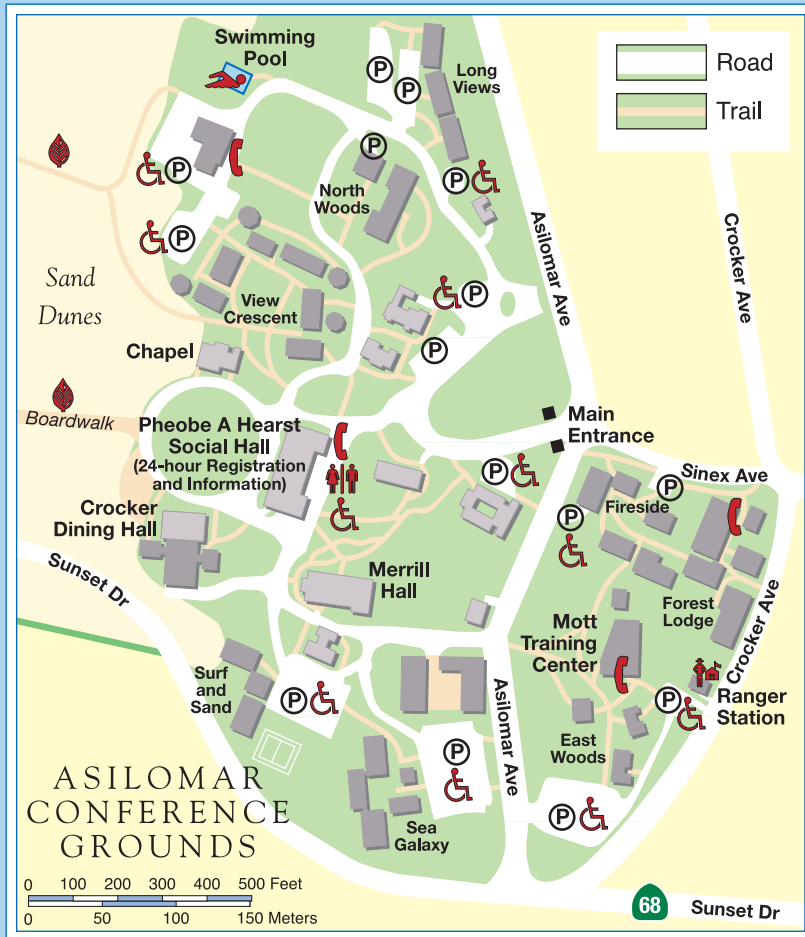 Swimming
Pool
P
P
Long
Views
Road
Trail
P
P
North
Woods
P
P
Asilomar Ave
Crocker Ave
Sand
Dunes
View
Crescent
P
Chapel
P
Boardwalk
Pheobe A Hearst
Social Hall
(24-hour Registration
and Information)
Main
Entrance
P
Sinex Ave
P
Fireside
P
Crocker
Dining Hall
Sunset Dr
Merrill
Hall
Mott
Training
Center
Forest
Lodge
Crocker Ave
Ranger
Station
P
Surf
and
Sand
P
Asilomar Ave
East
Woods
P
P
Sea
Galaxy
ASILOMAR
CONFERENCE
GROUNDS
0 100 200 300 400 500 Feet
0 50 100 150 Meters
68
Sunset Dr